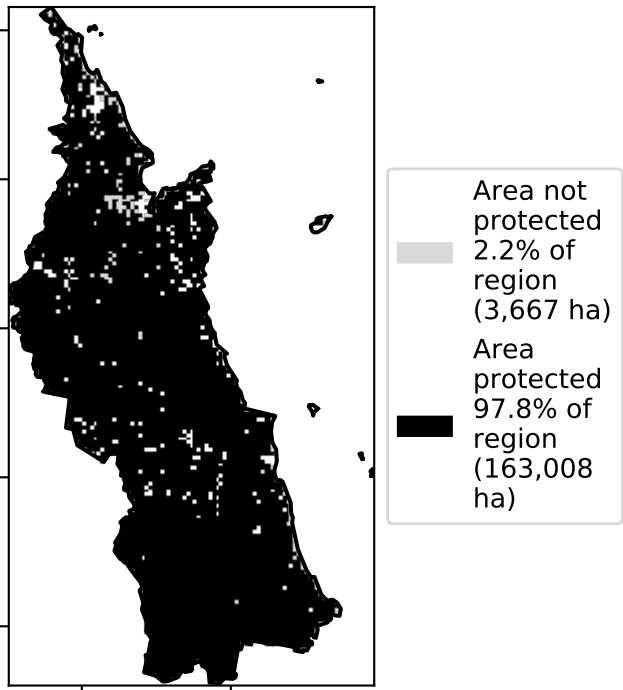 Area not
protected
2.2% of
region
(3,667 ha)
Area
protected
97.8% of
region
(163,008
ha)